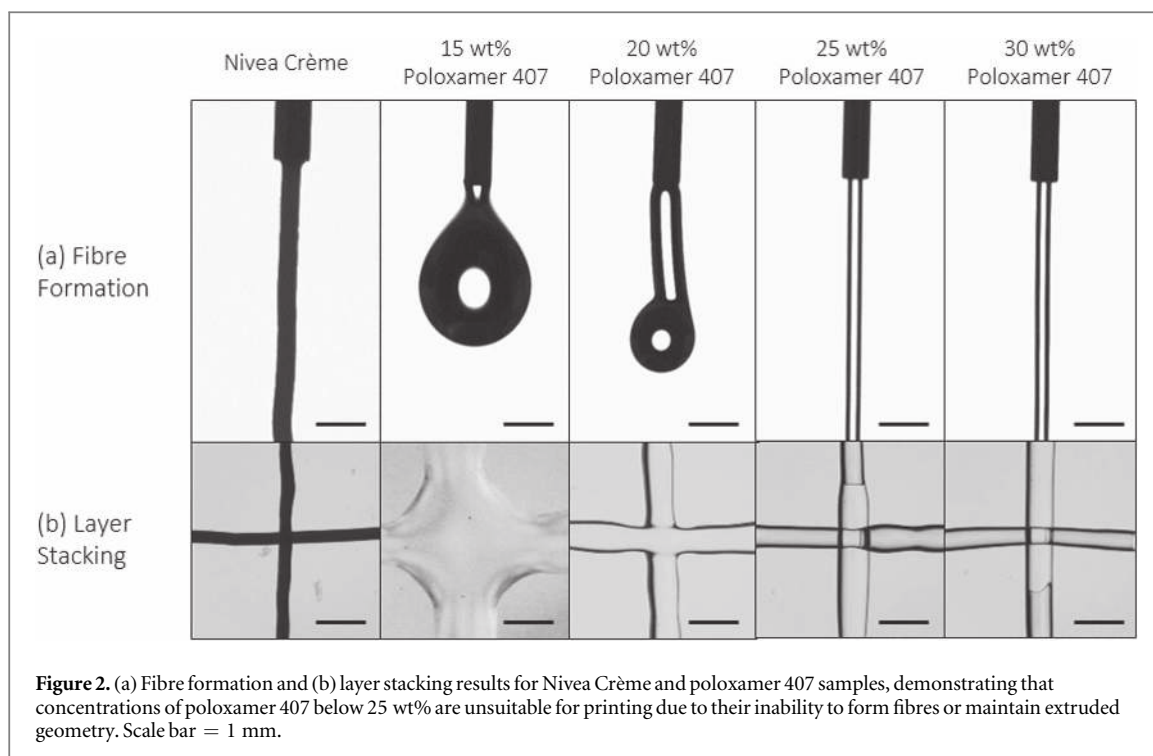 Nivea Crème
15 wt%
Poloxamer 407
20 wt%
Poloxamer 407
25 wt%
Poloxamer 407
30 wt%
Poloxamer 407
(a) Fibre
Formation
(b) Layer
Stacking
Figure 2. (a) Fibre formation and (b) layer stacking results for Nivea Crème and poloxamer 407 samples, demonstrating that
concentrations of poloxamer 407 below 25 wt% are unsuitable for printing due to their inability to form fibres or maintain extruded
geometry. Scale bar = 1 mm.